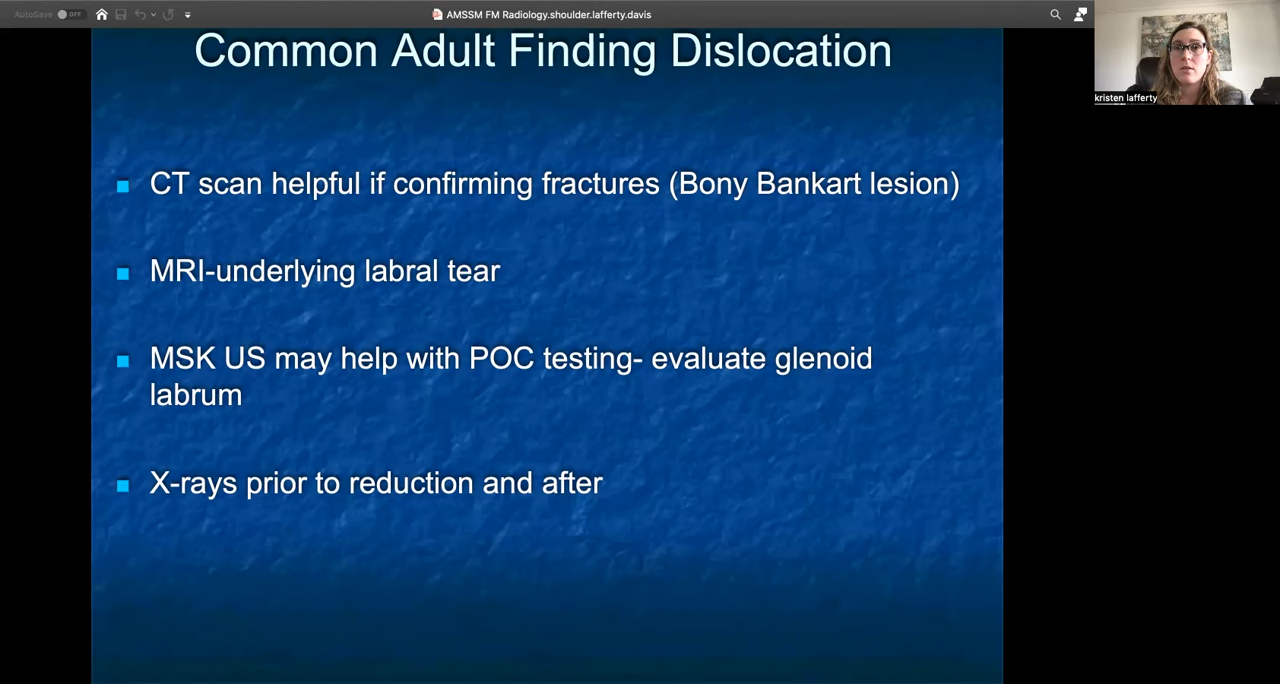 AutoSave OFF
AMSSM FM Radiology.shoulder.lafferty.davis
kristen lafferty
Common Adult Finding Dislocation
CT scan helpful if confirming fractures (Bony Bankart lesion)
MRI-underlying labral tear
MSK US may help with POC testing- evaluate glenoid
labrum
X-rays prior to reduction and after